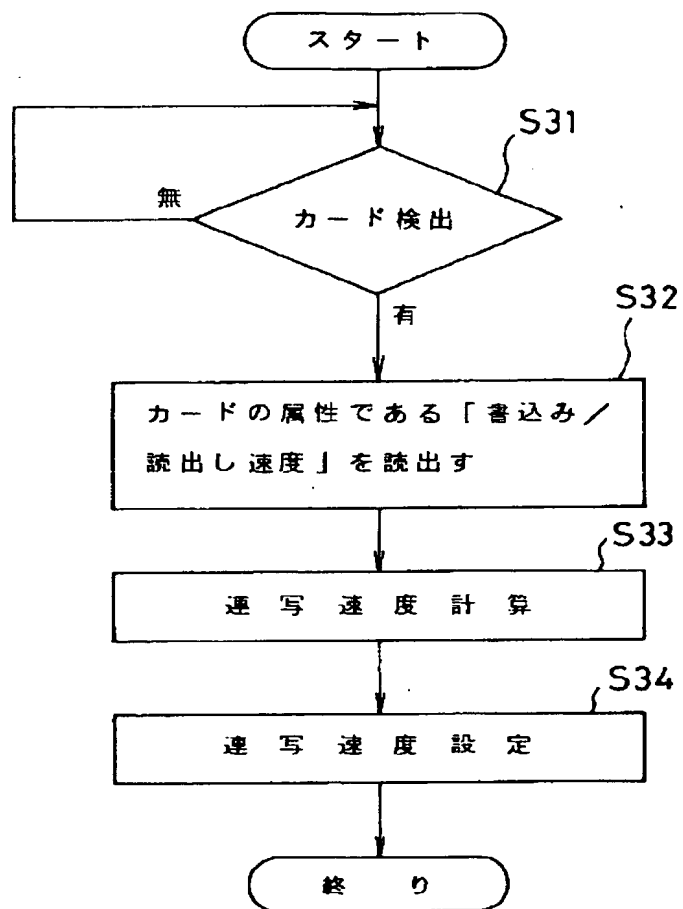 スタート
S31
無
カード検出
有
S32
カードの属性である「書込み/
読出し速度」を読出す
S33
連写速度計算
S34
連写速度設定
終り